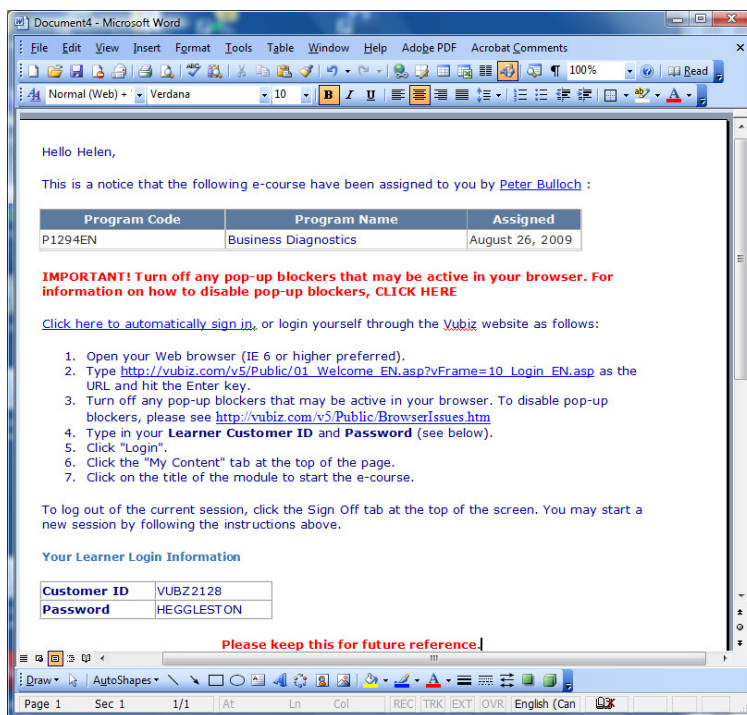 Document4 - Microsoft Word
File Edit View Insert Format Tools Table Window Help Adobe PDF Acrobat Comments
100% Read
Normal (Web) + Verdana 10 B I U
Hello Helen,
This is a notice that the following e-course have been assigned to you by Peter Bulloch :
Program Code Program Name Assigned
P1294EN Business Diagnostics August 26, 2009
IMPORTANT! Turn off any pop-up blockers that may be active in your browser. For
information on how to disable pop-up blockers, CLICK HERE
Click here to automatically sign in, or login yourself through the Vubiz website as follows:
1. Open your Web browser (IE 6 or higher preferred).
2. Type http://vubiz.com/v5/Public/01_Welcome_EN.asp?vFrame=10_Login_EN.asp as the
URL and hit the Enter key.
3. Turn off any pop-up blockers that may be active in your browser. To disable pop-up
blockers, please see http://vubiz.com/v5/Public/BrowserIssues.htm
4. Type in your Learner Customer ID and Password (see below).
5. Click "Login".
6. Click the "My Content" tab at the top of the page.
7. Click on the title of the module to start the e-course.
To log out of the current session, click the Sign Off tab at the top of the screen. You may start a
new session by following the instructions above.
Your Learner Login Information
Customer ID VUBZ2128
Password HEGGLESTON
Please keep this for future reference.
Draw AutoShapes
Page 1 Sec 1 1/1 At Ln Col REC TRK EXT OVR English (Can